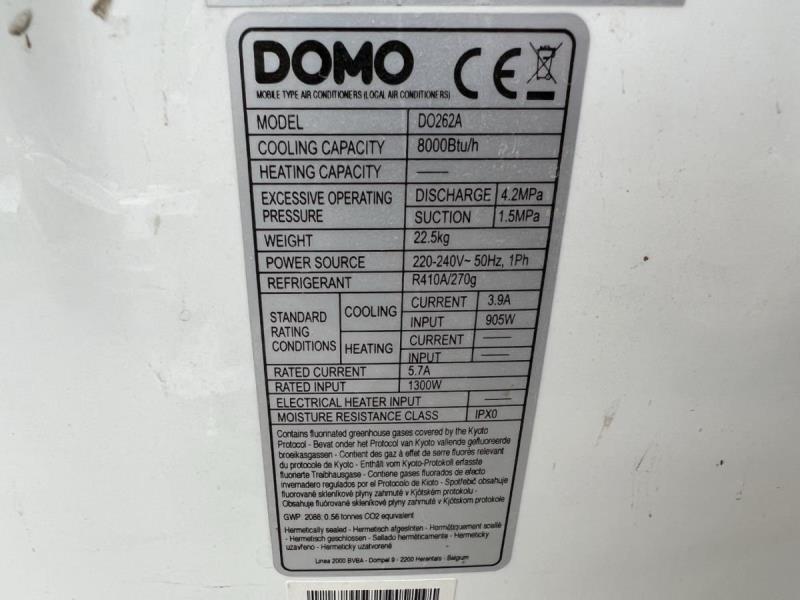 DOMO CE
MOBILE TYPE AIR CONDITIONERS (LOCAL AIR CONDITIONERS)
MODEL DO262A
COOLING CAPACITY 8000Btu/h
HEATING CAPACITY —
EXCESSIVE OPERATING PRESSURE DISCHARGE 4.2MPa
SUCTION 1.5MPa
WEIGHT 22.5kg
POWER SOURCE 220-240V~ 50Hz, 1Ph
REFRIGERANT R410A/270g
STANDARD RATING CONDITIONS COOLING CURRENT 3.9A
INPUT 905W
HEATING CURRENT —
INPUT —
RATED CURRENT 5.7A
RATED INPUT 1300W
ELECTRICAL HEATER INPUT —
MOISTURE RESISTANCE CLASS IPX0
Contains fluorinated greenhouse gases covered by the Kyoto
Protocol - Bevat onder het Protocol van Kyoto vallende gefluoreerde
broeikasgassen - Contient des gaz à effet de serre fluorés relevant
du protocole de Kyoto - Enthält vom Kyoto-Protokoll erfasste
fluorierte Treibhausgase - Contiene gases fluorados de efecto
invernadero regulados por el Protocolo de Kioto - Spotřebič obsahuje
fluorované skleníkové plyny zahrnuté v Kjótském protokolu -
Obsahuje fluórované skleníkové plyny zahrnuté v Kjótskom protokole
GWP: 2088; 0.56 tonnes CO2 equivalent
Hermetically sealed - Hermetisch afgesloten - Hermétiquement scellé
- Hermetisch geschlossen - Sellado herméticamente - Hermeticky
uzavřeno - Hermeticky uzatvorené
Linea 2000 BVBA - Dompel 9 - 2200 Herentals - Belgium